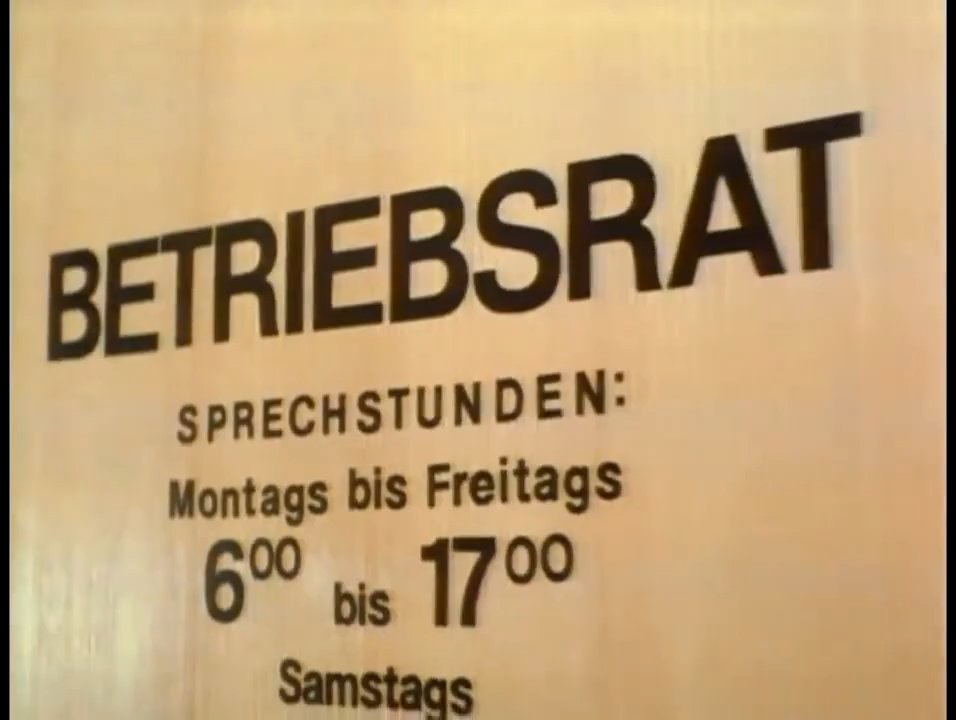 BETRIEBSRAT
SPRECHSTUNDEN:
Montags bis Freitags
6⁰⁰ bis 17⁰⁰
Samstags